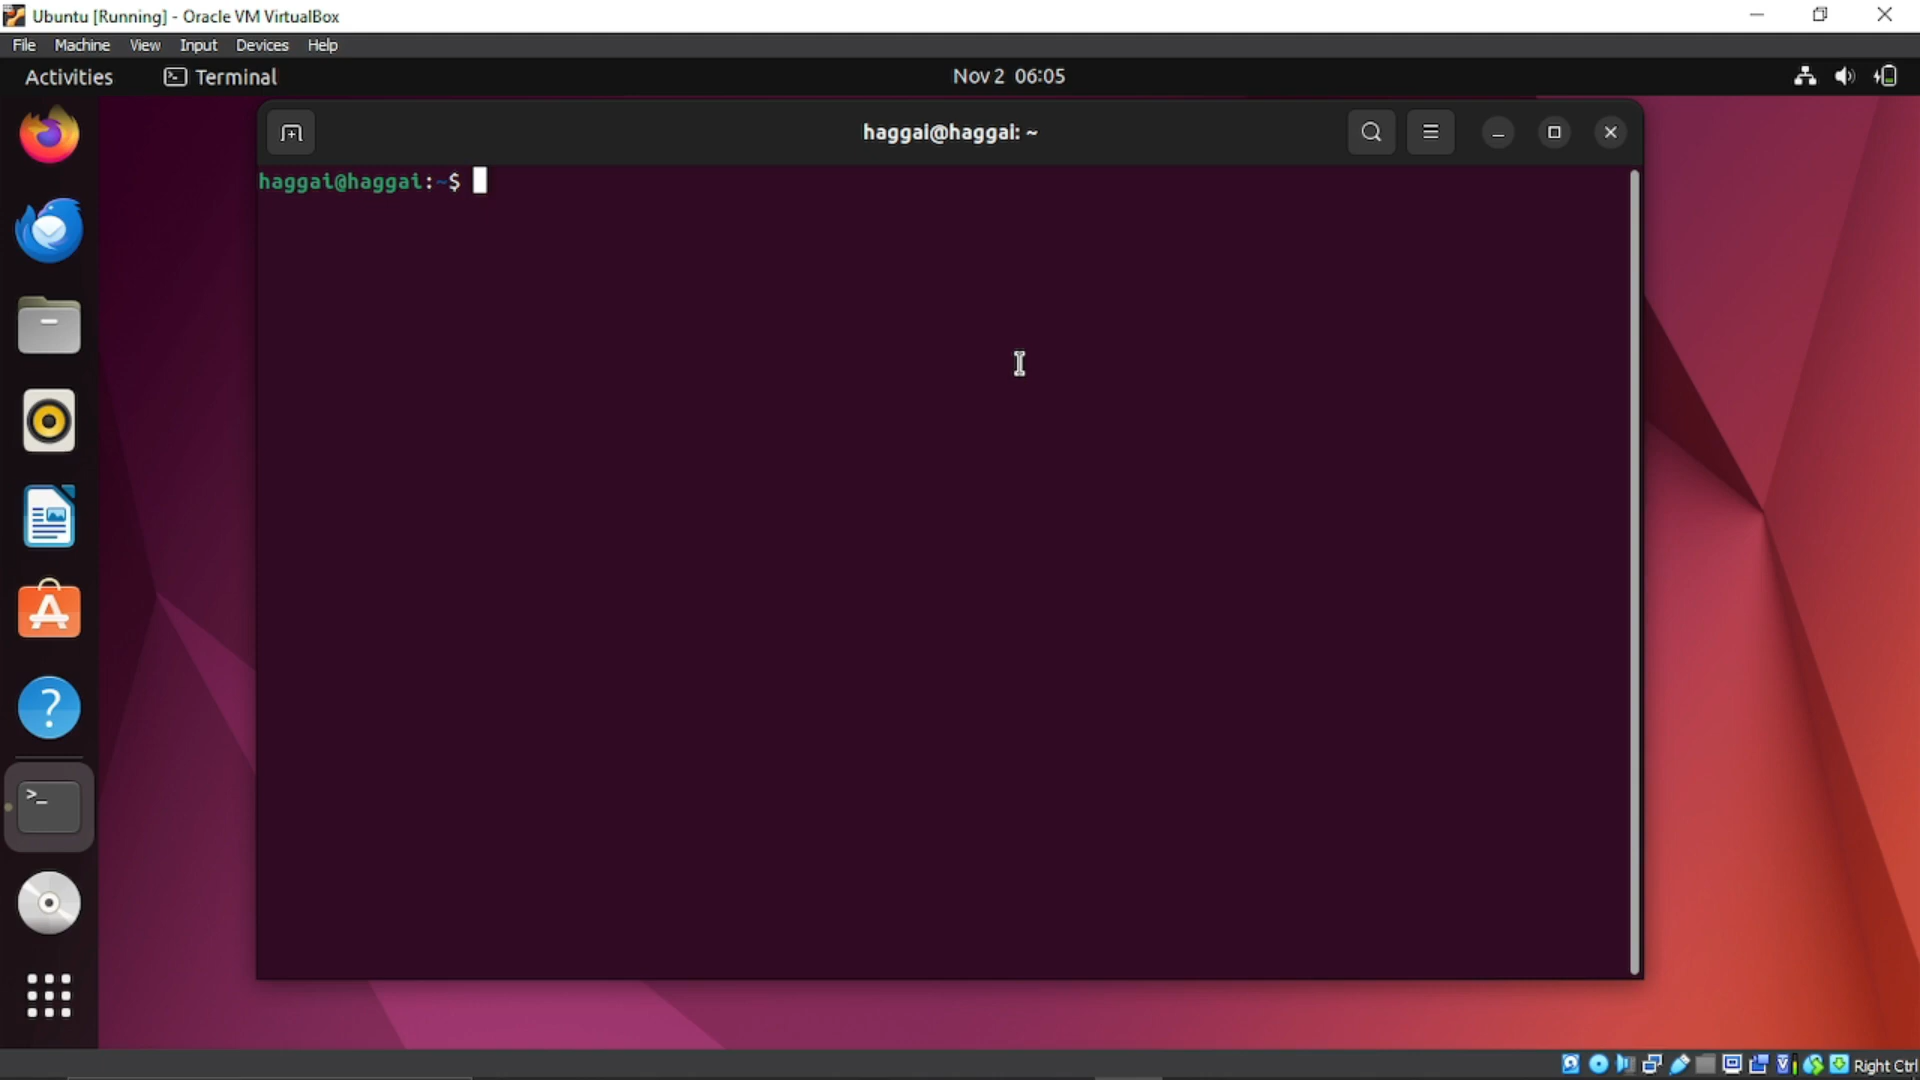 Ubuntu [Running] - Oracle VM VirtualBox
File Machine View Input Devices Help
Activities Terminal Nov 2 06:05
haggai@haggai: ~
haggai@haggai:~$
Right Ctrl